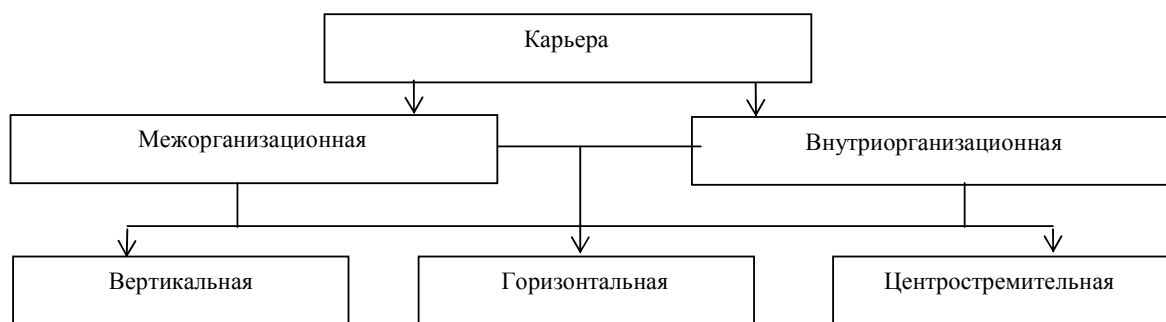 Карьера
Межорганизационная
Внутриорганизационная
Вертикальная
Горизонтальная
Центростремительная